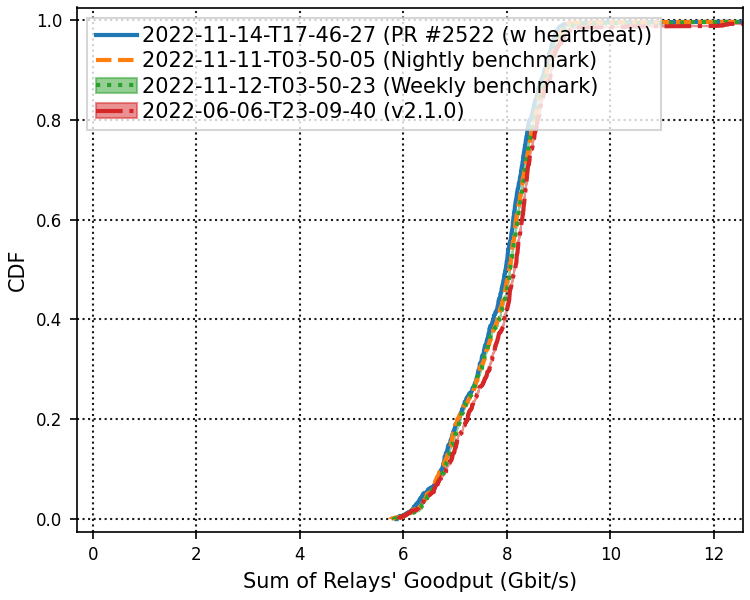 1.0
0.8
0.6
0.4
0.2
0.0
CDF
2022-11-14-T17-46-27 (PR #2522 (w heartbeat))
2022-11-11-T03-50-05 (Nightly benchmark)
2022-11-12-T03-50-23 (Weekly benchmark)
2022-06-06-T23-09-40 (v2.1.0)
0 2 4 6 8 10 12
Sum of Relays' Goodput (Gbit/s)